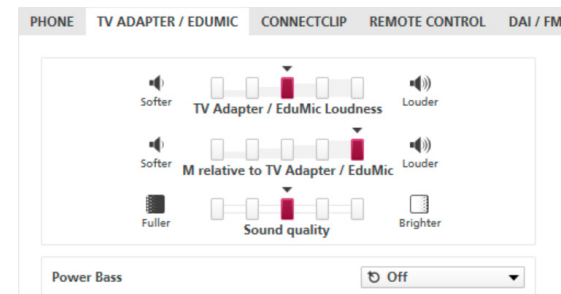 PHONE TV ADAPTER / EDUMIC CONNECTCLIP REMOTE CONTROL DAI / FM
Softer Louder
TV Adapter / EduMic Loudness
Softer Louder
M relative to TV Adapter / EduMic
Fuller Brighter
Sound quality
Power Bass Off